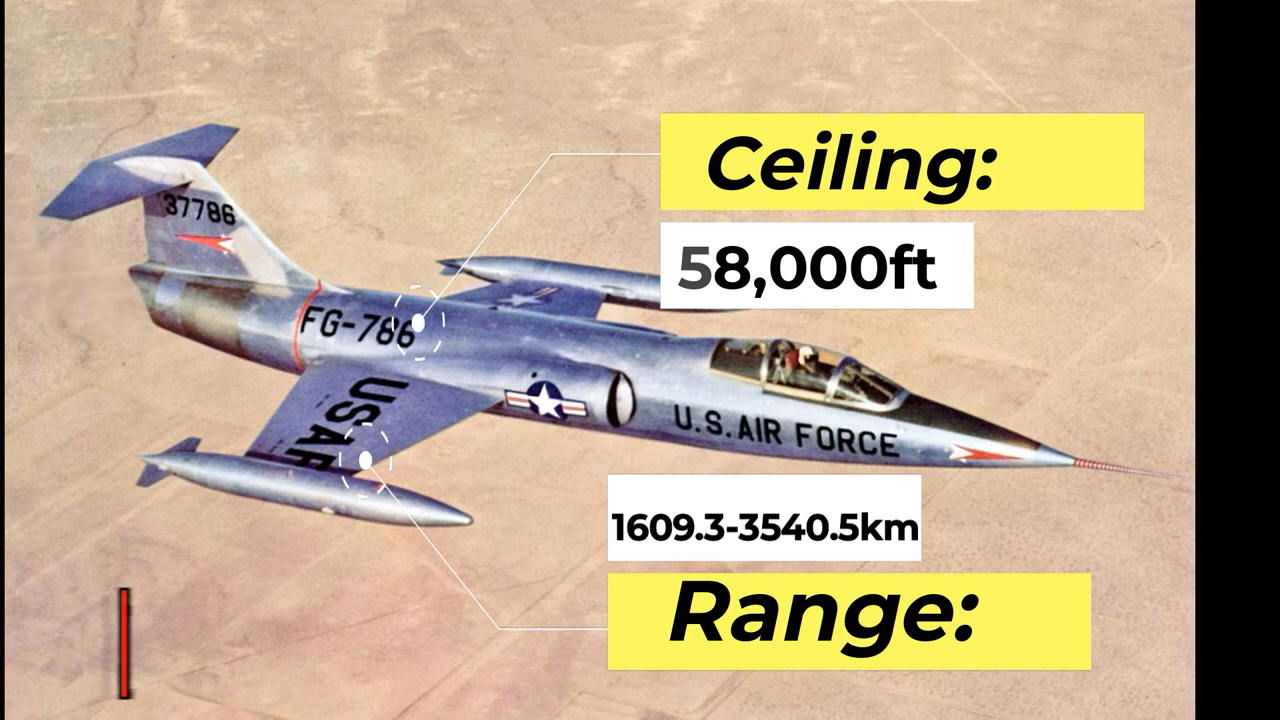 Ceiling:
58,000ft
37786
FG-786
USAF
U.S.AIR FORCE
1609.3-3540.5km
Range: